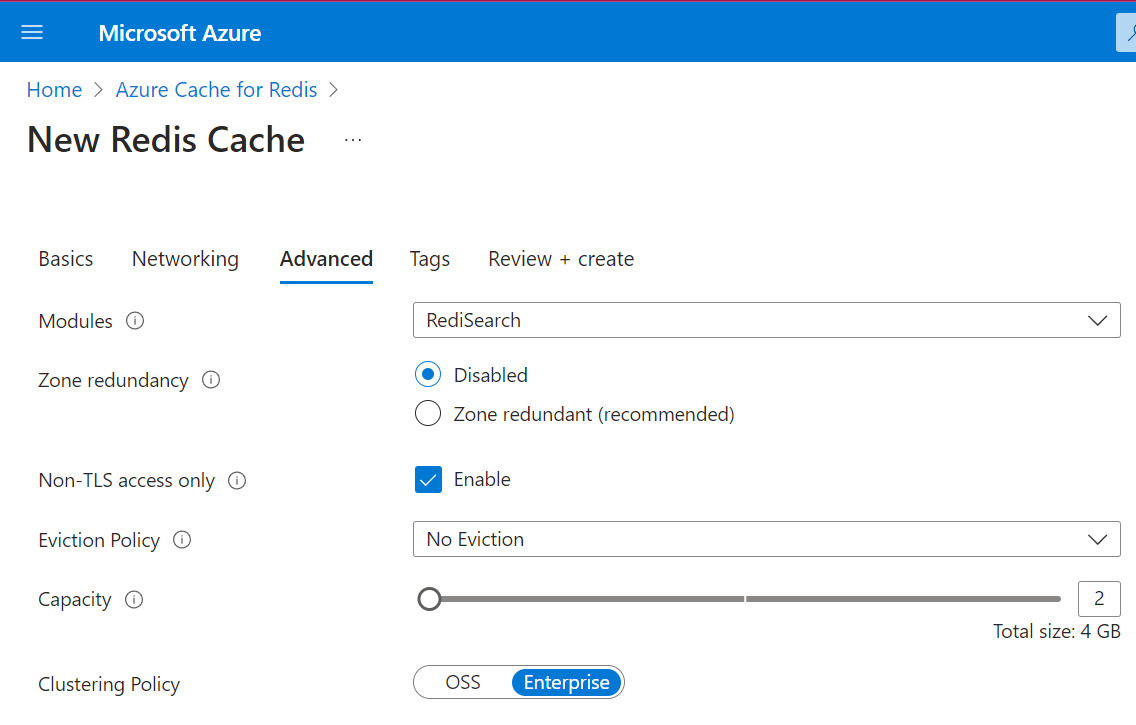 Microsoft Azure
Home > Azure Cache for Redis >
New Redis Cache ...
Basics Networking Advanced Tags Review + create
Modules RediSearch
Zone redundancy Disabled
Zone redundant (recommended)
Non-TLS access only Enable
Eviction Policy No Eviction
Capacity 2
Total size: 4 GB
Clustering Policy OSS Enterprise